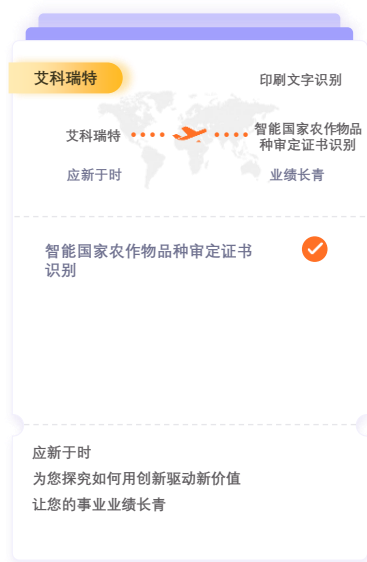 艾科瑞特
印刷文字识别
艾科瑞特
智能国家农作物品
种审定证书识别
应新于时
业绩长青
智能国家农作物品种审定证书
识别
应新于时
为您探究如何用创新驱动新价值
让您的事业业绩长青